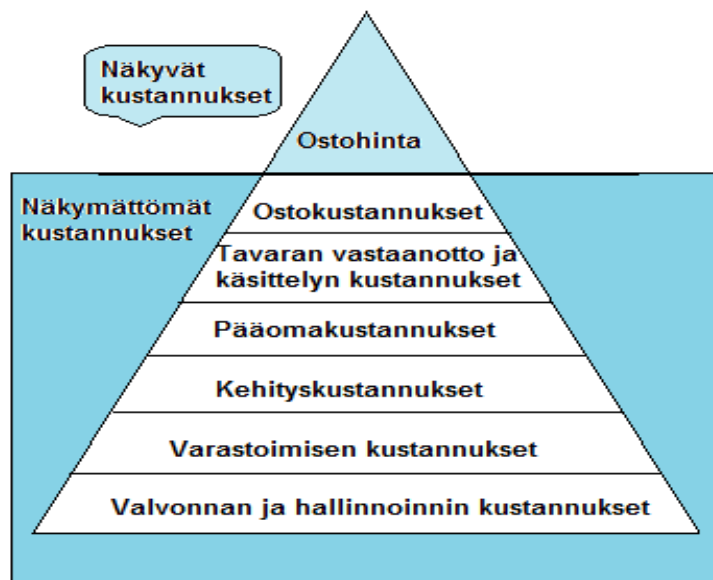 Näkyvät
kustannukset
Ostohinta
Näkymättömät
kustannukset
Ostokustannukset
Tavaran vastaanotto ja
käsittelyn kustannukset
Pääomakustannukset
Kehityskustannukset
Varastoimisen kustannukset
Valvonnan ja hallinnoinnin kustannukset